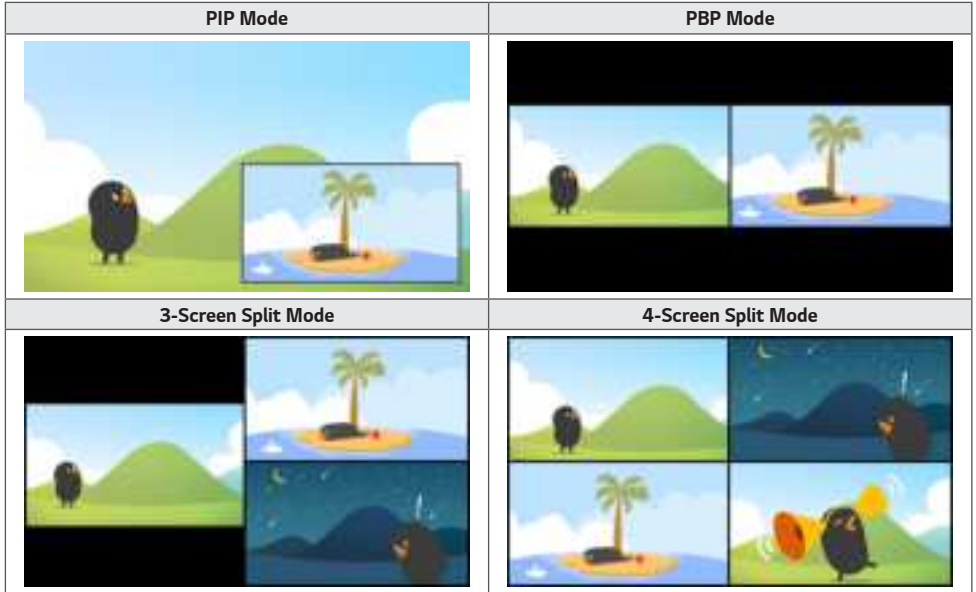 PIP Mode
PBP Mode
3-Screen Split Mode
4-Screen Split Mode